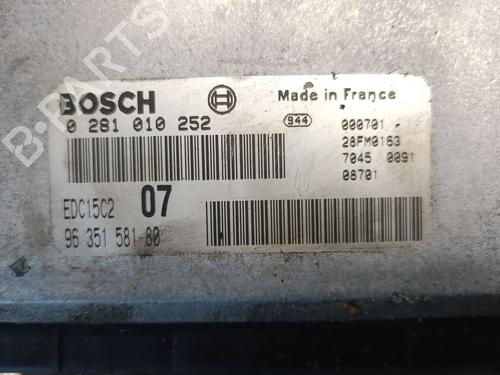 B-PARTS
BOSCH
Made in France
0 281 010 252
944
000701
28FM0163
7045 0091
08701
EDC15C2 07
96 351 581 80